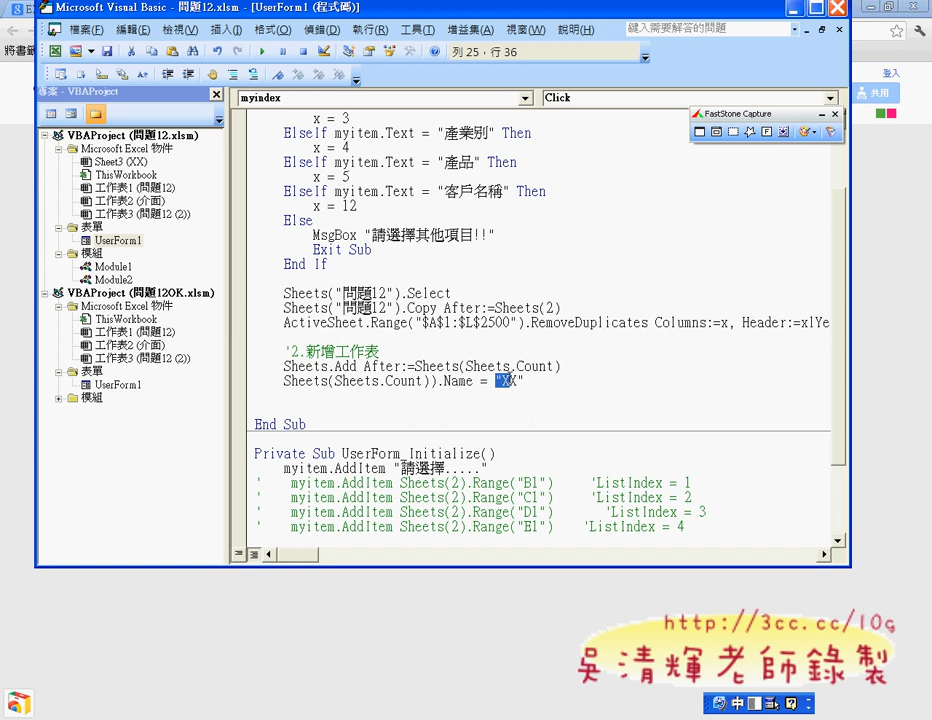 Microsoft Visual Basic - 問題12.xlsm - [UserForm1 (程式碼)]
檔案(F) 編輯(E) 檢視(V) 插入(I) 格式(O) 偵錯(D) 執行(R) 工具(T) 增益集(A) 視窗(W) 說明(H)
鍵入需要解答的問題
列 25，行 36
將書籤
登入
共用
專案 - VBAProject
myindex
Click
FastStone Capture
VBAProject (問題12.xlsm)
Microsoft Excel 物件
Sheet3 (XX)
ThisWorkbook
工作表1 (問題12)
工作表2 (介面)
工作表3 (問題12 (2))
表單
UserForm1
模組
Module1
Module2
VBAProject (問題12OK.xlsm)
Microsoft Excel 物件
ThisWorkbook
工作表1 (問題12)
工作表2 (介面)
工作表3 (問題12 (2))
表單
UserForm1
模組
x = 3
ElseIf myitem.Text = "產業別" Then
x = 4
ElseIf myitem.Text = "產品" Then
x = 5
ElseIf myitem.Text = "客戶名稱" Then
x = 12
Else
MsgBox "請選擇其他項目!!"
Exit Sub
End If
Sheets("問題12").Select
Sheets("問題12").Copy After:=Sheets(2)
ActiveSheet.Range("$A$1:$L$2500").RemoveDuplicates Columns:=x, Header:=xlYe
'2.新增工作表
Sheets.Add After:=Sheets(Sheets.Count)
Sheets(Sheets.Count)).Name = "XX"
End Sub
Private Sub UserForm_Initialize()
myitem.AddItem "請選擇....."
' myitem.AddItem Sheets(2).Range("B1") 'ListIndex = 1
' myitem.AddItem Sheets(2).Range("C1") 'ListIndex = 2
' myitem.AddItem Sheets(2).Range("D1") 'ListIndex = 3
' myitem.AddItem Sheets(2).Range("E1") 'ListIndex = 4
http://3cc.cc/10g
吳清輝老師錄製
中